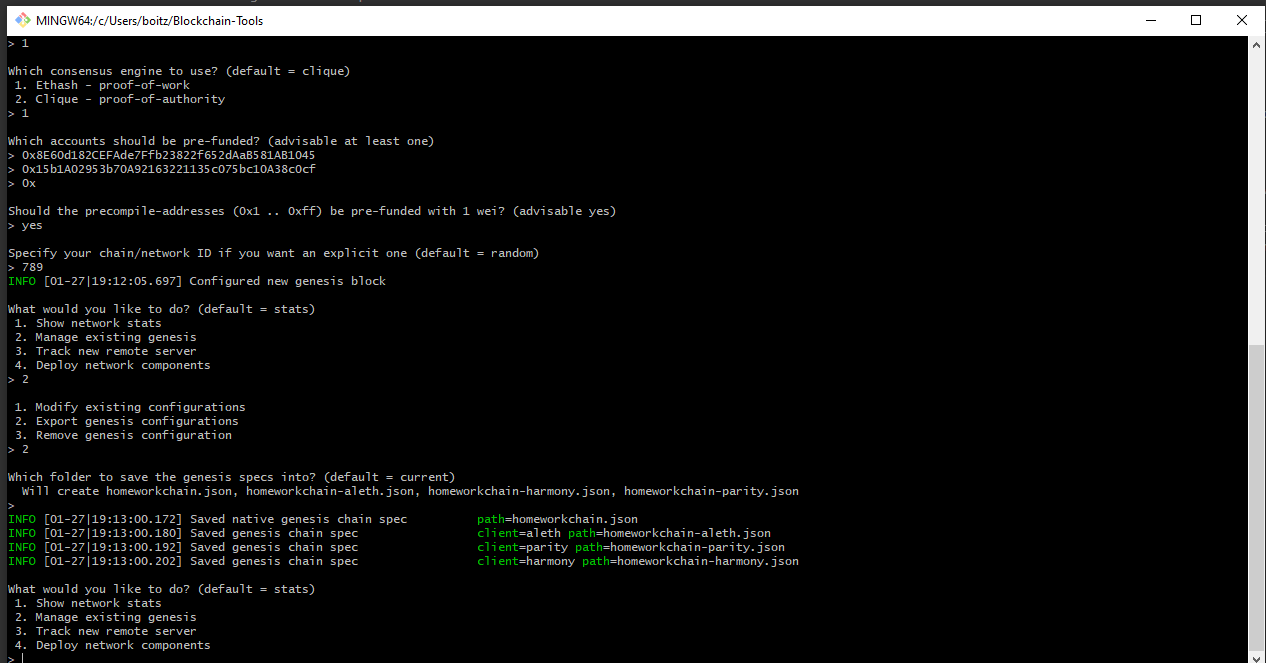 MINGW64:/c/Users/boitz/Blockchain-Tools
> 1
Which consensus engine to use? (default = clique)
1. Ethash - proof-of-work
2. Clique - proof-of-authority
> 1
Which accounts should be pre-funded? (advisable at least one)
> 0x8E60d182CEFAde7Ffb23822f652dAaB581AB1045
> 0x15b1A02953b70A92163221135c075bc10A38c0cf
> 0x
Should the precompile-addresses (0x1 .. 0xff) be pre-funded with 1 wei? (advisable yes)
> yes
Specify your chain/network ID if you want an explicit one (default = random)
> 789
INFO [01-27|19:12:05.697] Configured new genesis block
What would you like to do? (default = stats)
1. Show network stats
2. Manage existing genesis
3. Track new remote server
4. Deploy network components
> 2
1. Modify existing configurations
2. Export genesis configurations
3. Remove genesis configuration
> 2
Which folder to save the genesis specs into? (default = current)
Will create homeworkchain.json, homeworkchain-aleth.json, homeworkchain-harmony.json, homeworkchain-parity.json
>
INFO [01-27|19:13:00.172] Saved native genesis chain spec path=homeworkchain.json
INFO [01-27|19:13:00.180] Saved genesis chain spec client=aleth path=homeworkchain-aleth.json
INFO [01-27|19:13:00.192] Saved genesis chain spec client=parity path=homeworkchain-parity.json
INFO [01-27|19:13:00.202] Saved genesis chain spec client=harmony path=homeworkchain-harmony.json
What would you like to do? (default = stats)
1. Show network stats
2. Manage existing genesis
3. Track new remote server
4. Deploy network components
>